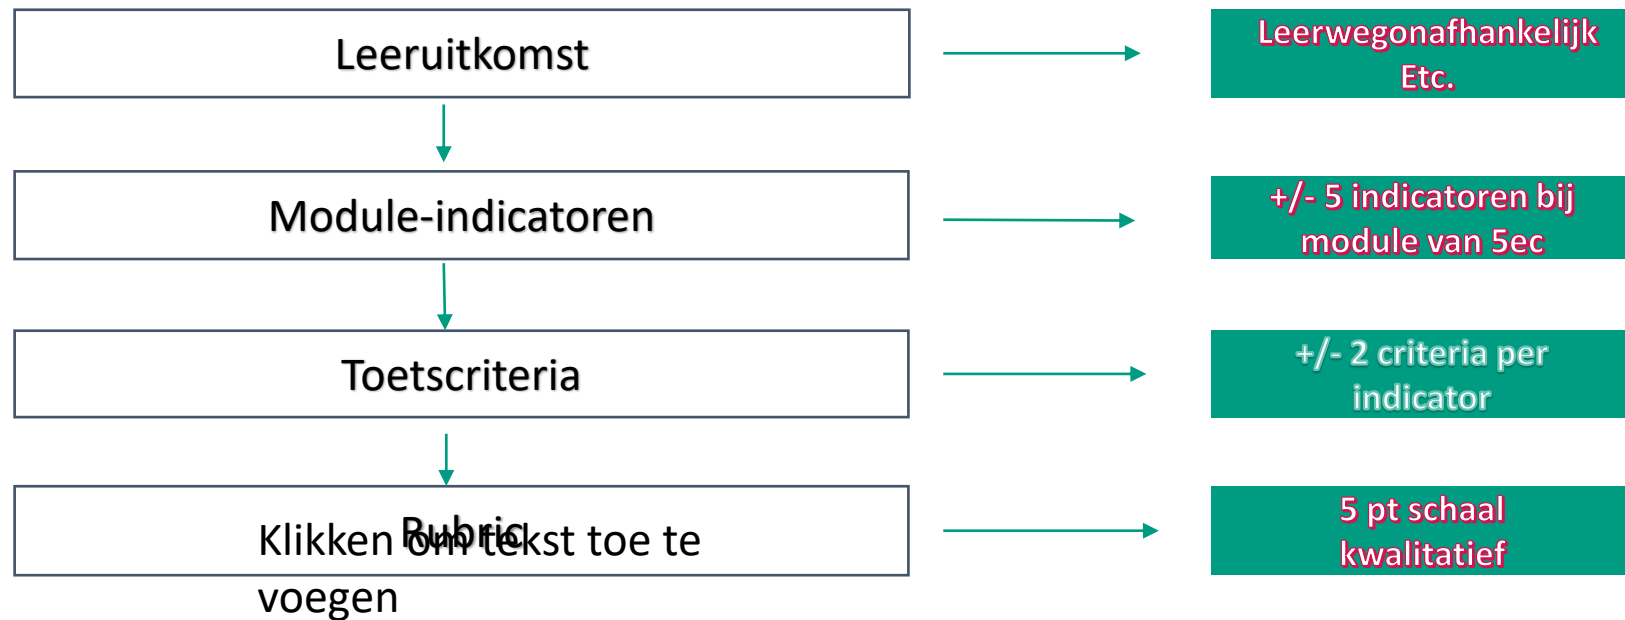 Leeruitkomst
Leerwegonafhankelijk
Etc.
Module-indicatoren
+/- 5 indicatoren bij
module van 5ec
Toetscriteria
+/- 2 criteria per
indicator
Rubric
Klikken om tekst toe te
voegen
5 pt schaal
kwalitatief